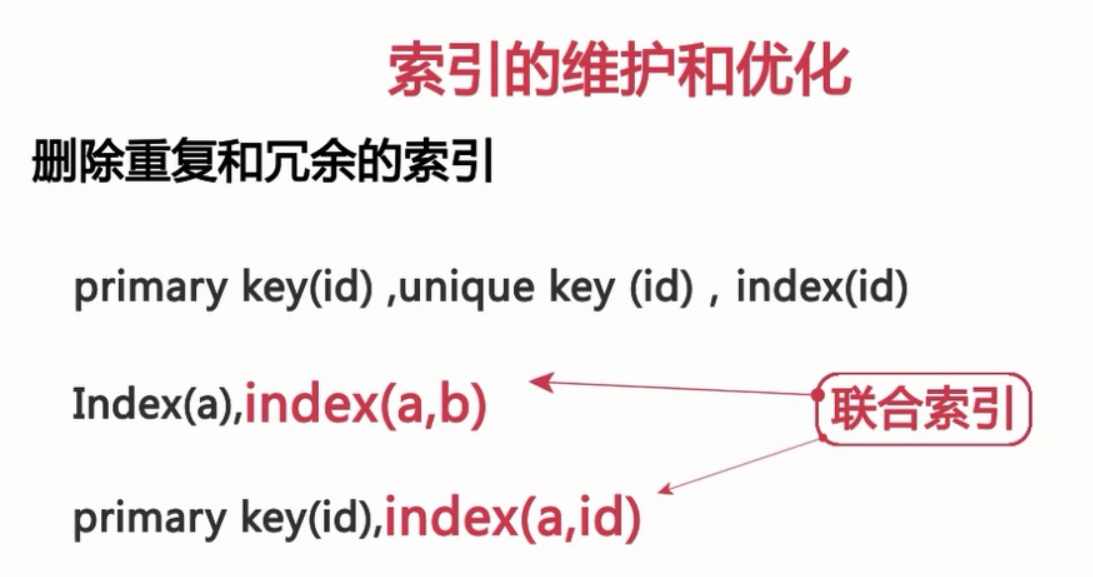 索引的维护和优化
删除重复和冗余的索引
primary key(id) ,unique key (id) , index(id)
Index(a),index(a,b)
联合索引
primary key(id),index(a,id)